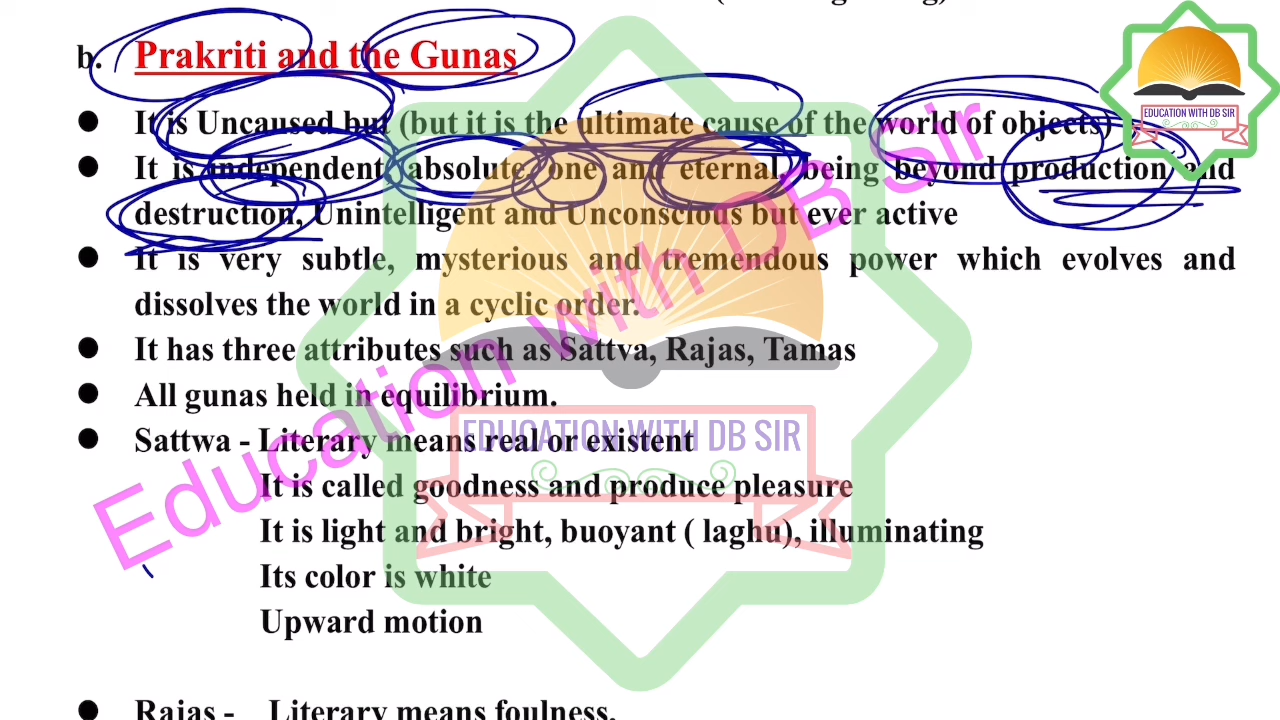 b. Prakriti and the Gunas
● It is Uncaused but (but it is the ultimate cause of the world of objects)
● It is independent, absolute, one and eternal, being beyond production and
destruction, Unintelligent and Unconscious but ever active
● It is very subtle, mysterious and tremendous power which evolves and
dissolves the world in a cyclic order.
● It has three attributes such as Sattva, Rajas, Tamas
● All gunas held in equilibrium.
● Sattwa - Literary means real or existent
It is called goodness and produce pleasure
It is light and bright, buoyant ( laghu), illuminating
Its color is white
Upward motion
● Rajas - Literary means foulness.
EDUCATION WITH DB SIR
Education with DB Sir
EDUCATION WITH DB SIR